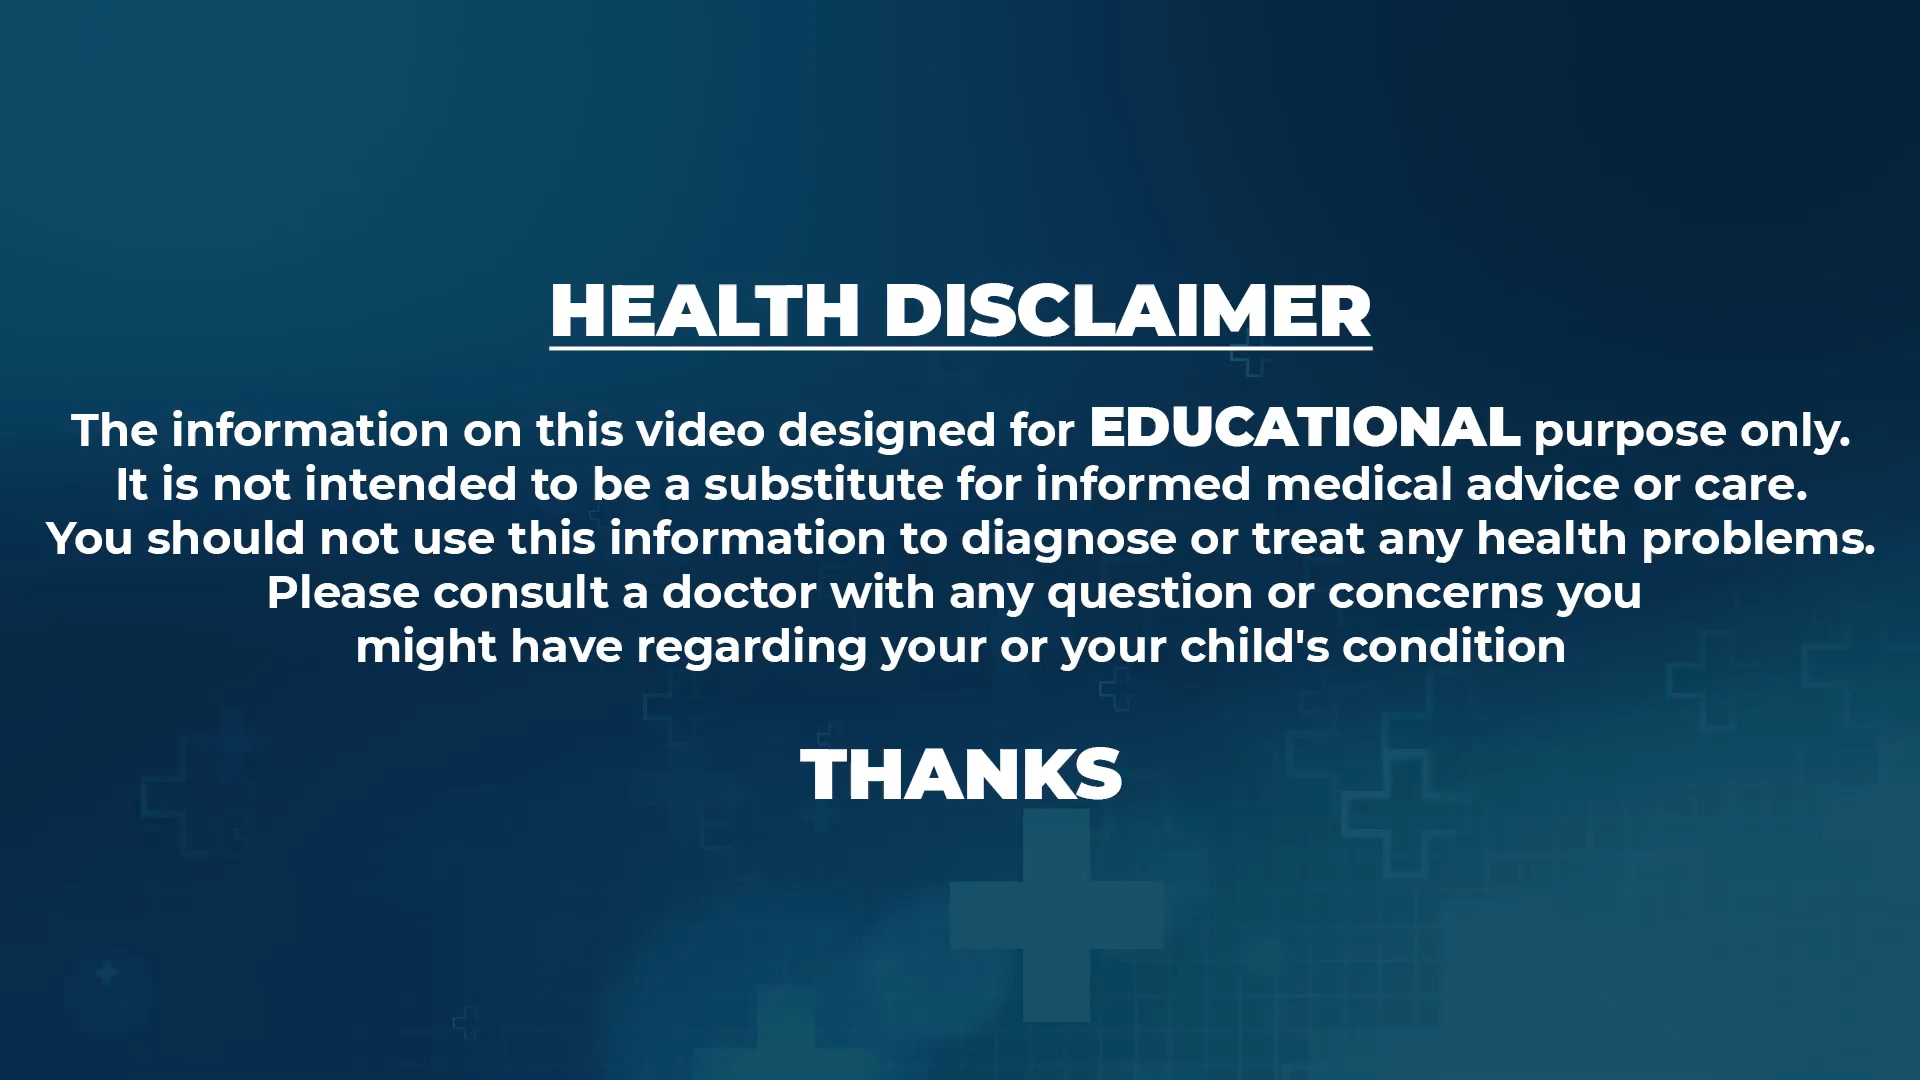 HEALTH DISCLAIMER
The information on this video designed for EDUCATIONAL purpose only.
It is not intended to be a substitute for informed medical advice or care.
You should not use this information to diagnose or treat any health problems.
Please consult a doctor with any question or concerns you
might have regarding your or your child's condition
THANKS